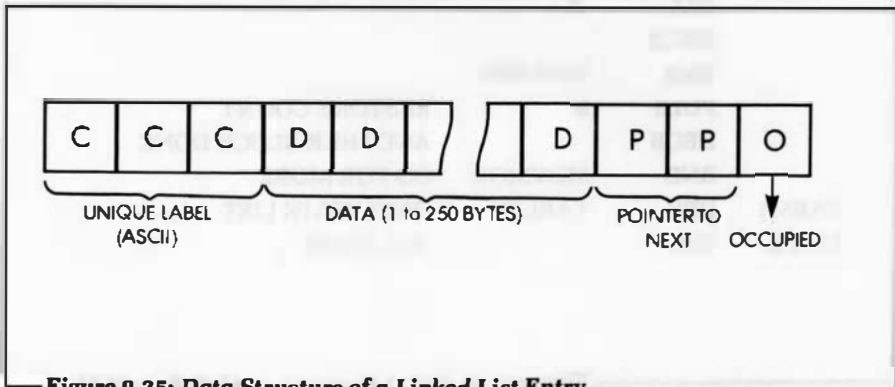 C C C D D D P P O
UNIQUE LABEL
(ASCII)
DATA (1 to 250 BYTES)
POINTER TO
NEXT
OCCUPIED
Figure 9.35: Data Structure of a Linked List Entry